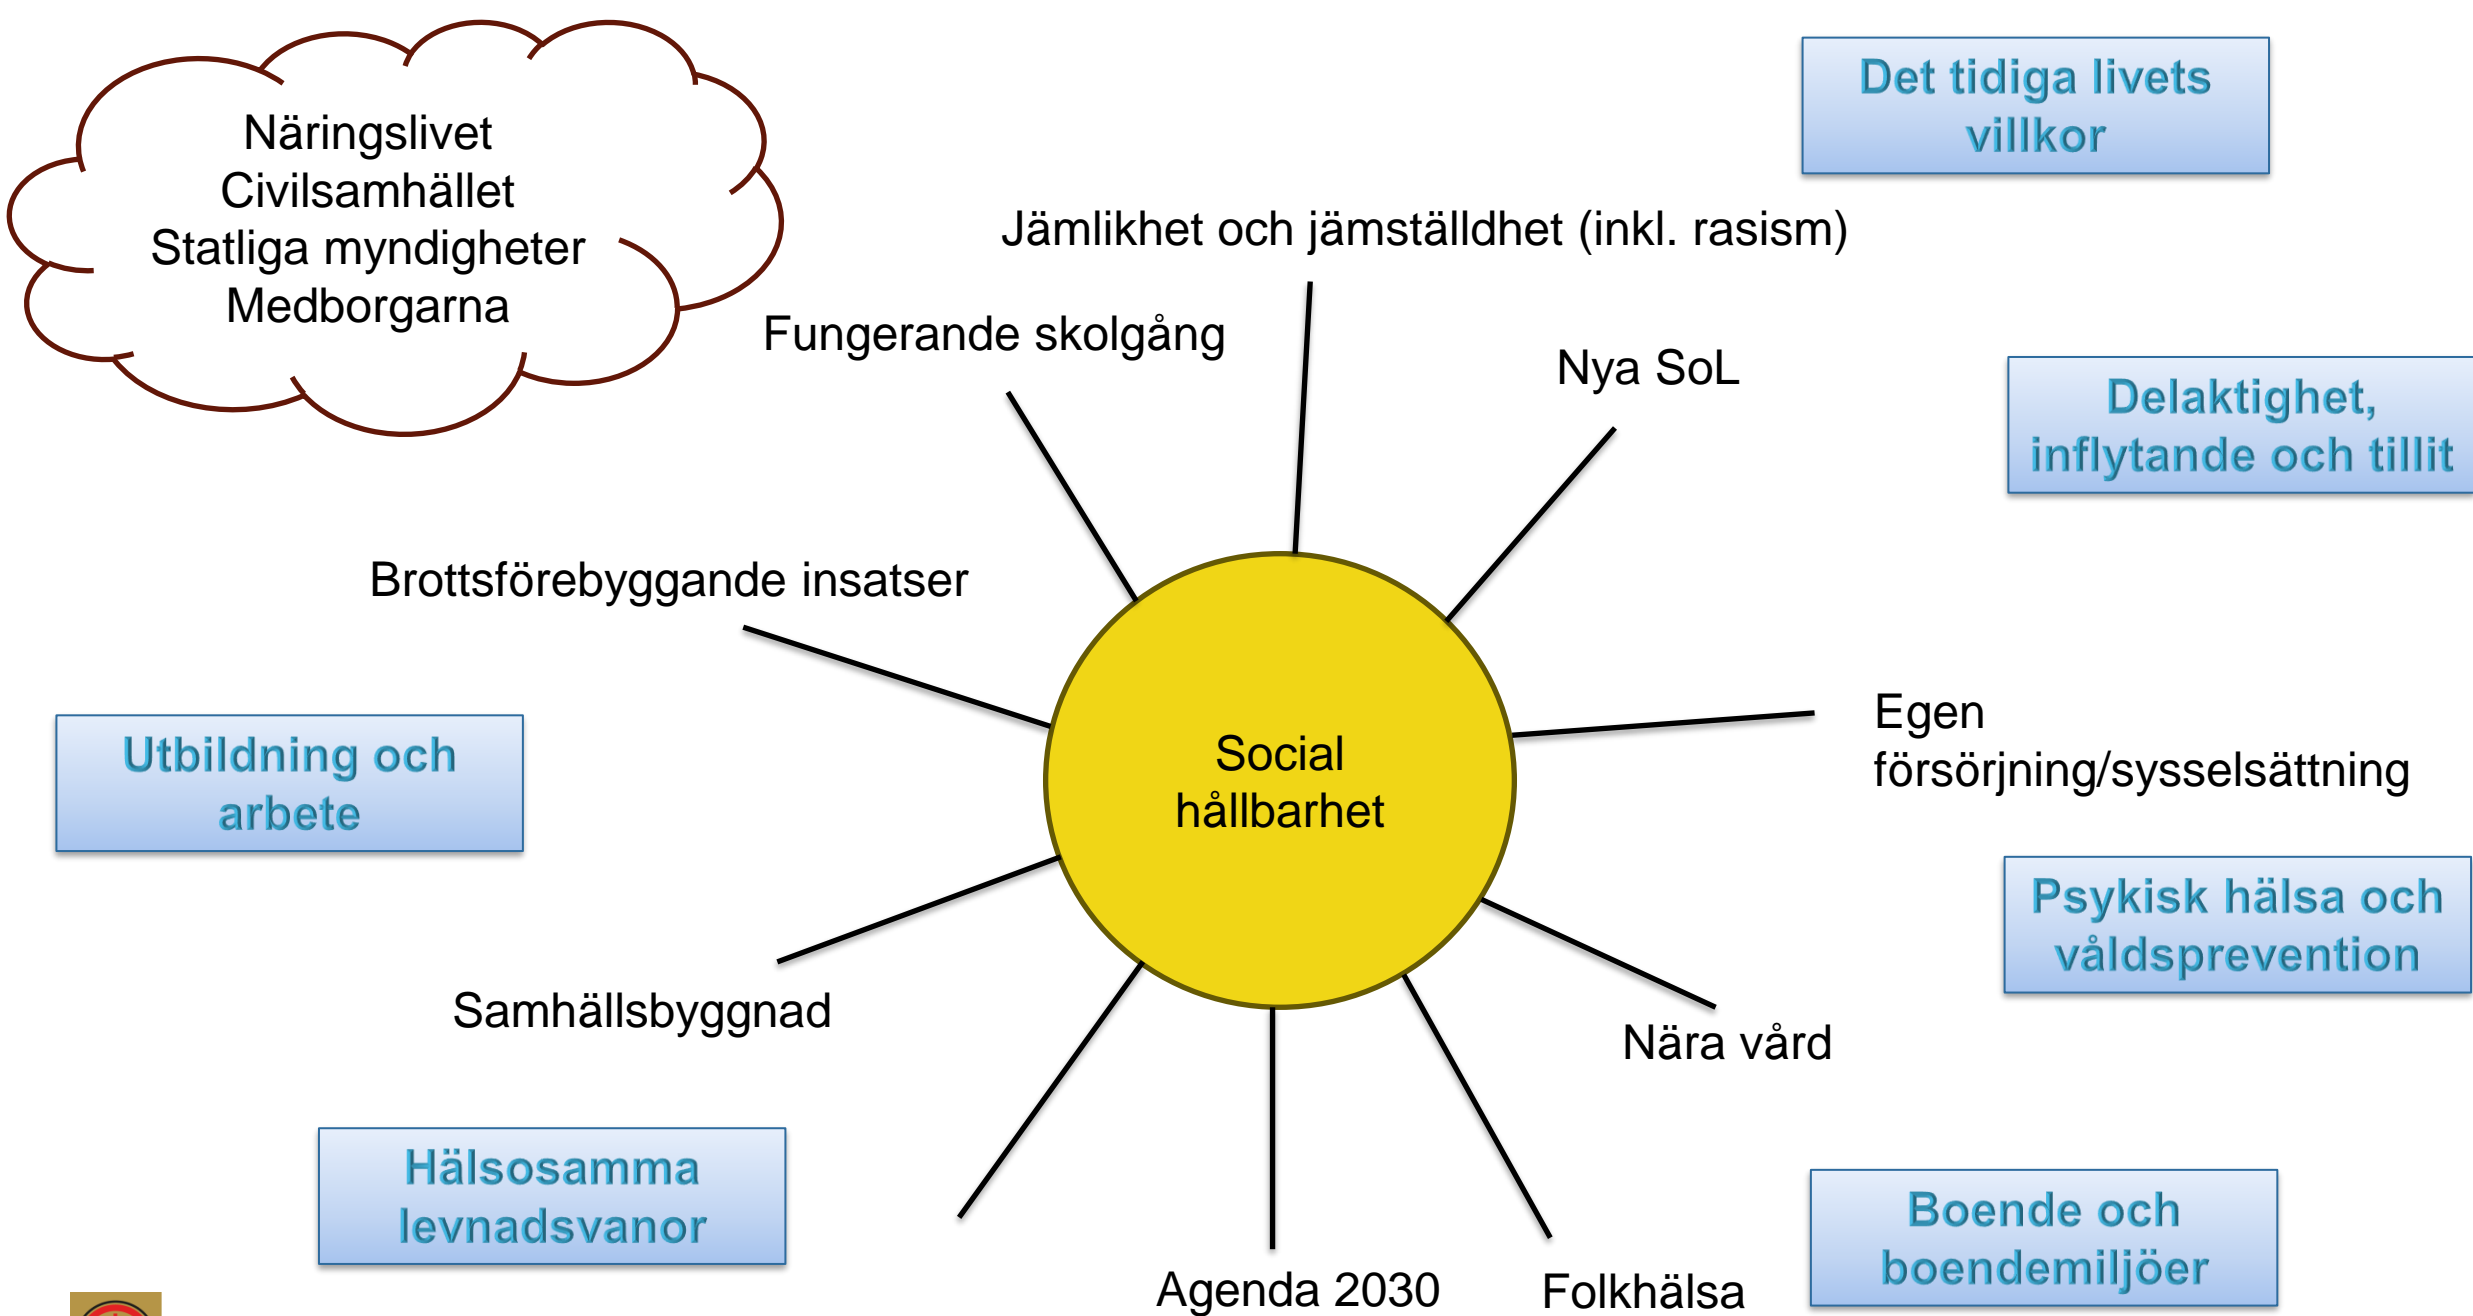 Näringslivet
Civilsamhället
Statliga myndigheter
Medborgarna
Det tidiga livets
villkor
Jämlikhet och jämställdhet (inkl. rasism)
Fungerande skolgång
Nya SoL
Delaktighet,
inflytande och tillit
Brottsförebyggande insatser
Egen
försörjning/sysselsättning
Utbildning och
arbete
Social
hållbarhet
Psykisk hälsa och
våldsprevention
Samhällsbyggnad
Nära vård
Hälsosamma
levnadsvanor
Boende och
boendemiljöer
Agenda 2030
Folkhälsa